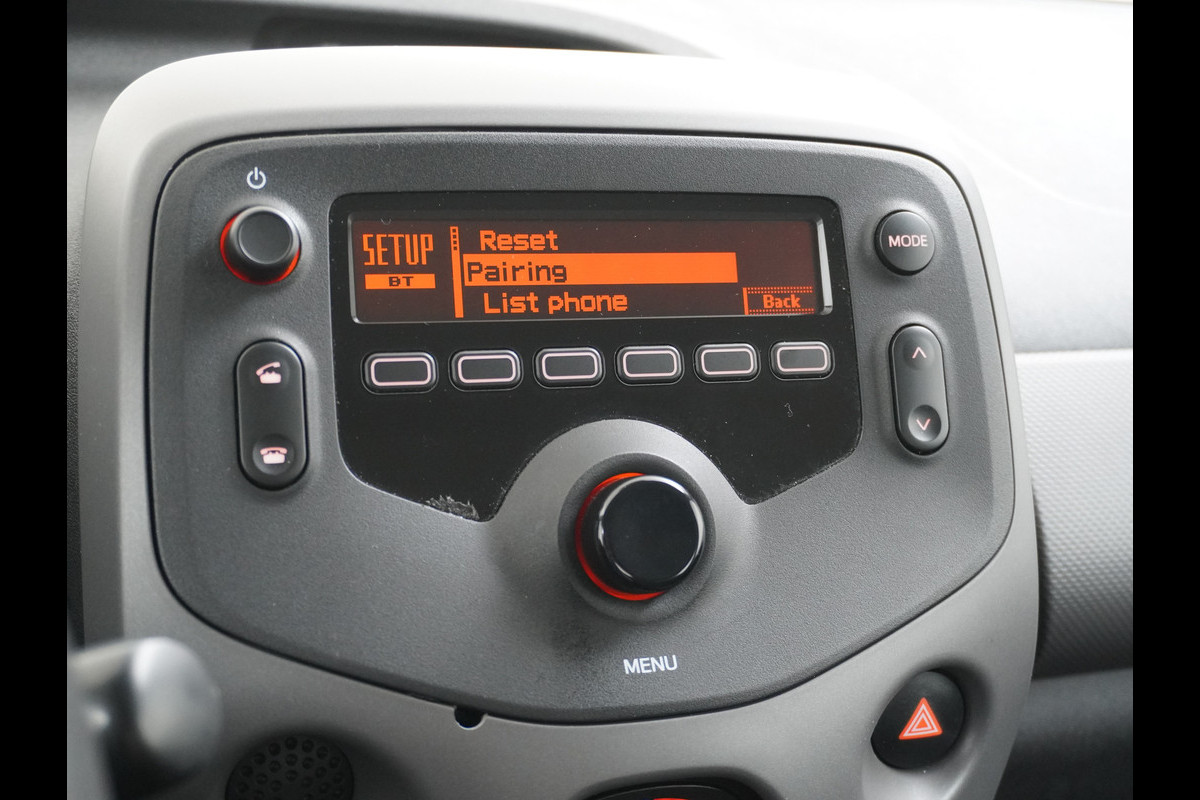 SETUP
BT
Reset
Pairing
List phone
Back
MODE
MENU